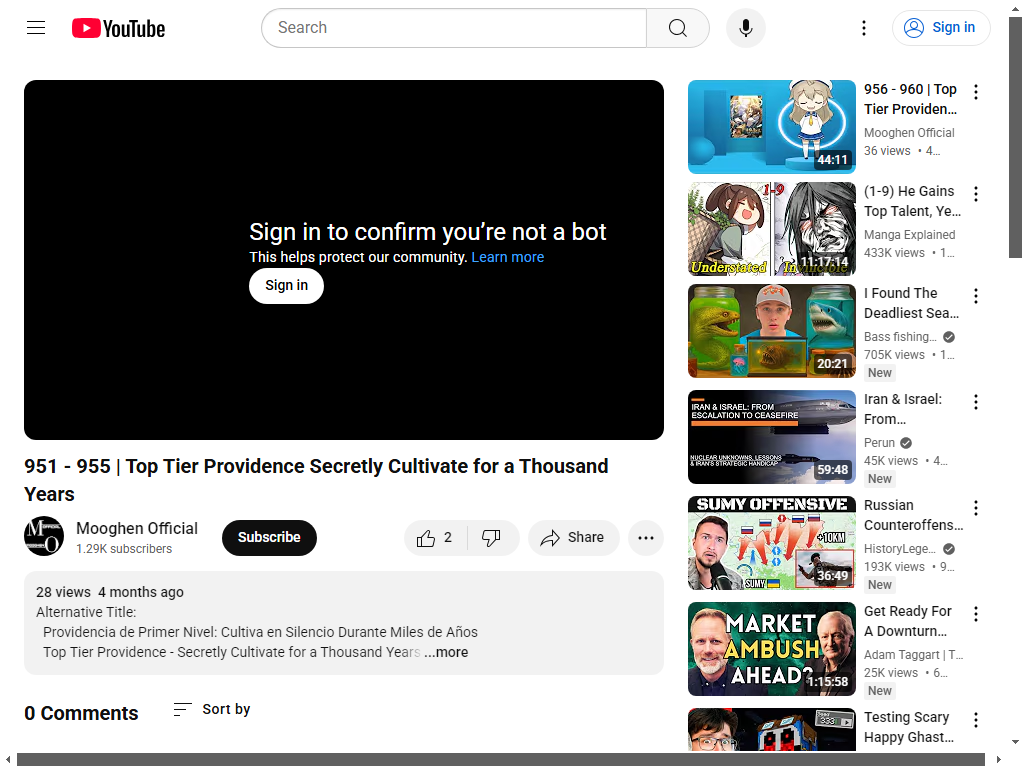 YouTube
Search
Sign in
Sign in to confirm you’re not a bot
This helps protect our community. Learn more
Sign in
951 - 955 | Top Tier Providence Secretly Cultivate for a Thousand
Years
Mooghen Official
1.29K subscribers
Subscribe
2
Share
28 views 4 months ago
Alternative Title:
Providencia de Primer Nivel: Cultiva en Silencio Durante Miles de Años
Top Tier Providence - Secretly Cultivate for a Thousand Years ...more
0 Comments
Sort by
44:11
956 - 960 | Top
Tier Providen...
Mooghen Official
36 views • 4...
1-9
Understated
Invincible
11:17:14
(1-9) He Gains
Top Talent, Ye...
Manga Explained
433K views • 1...
20:21
I Found The
Deadliest Sea...
Bass fishing...
705K views • 1...
New
IRAN & ISRAEL: FROM
ESCALATION TO CEASEFIRE
NUCLEAR UNKNOWNS, LESSONS
& IRAN'S STRATEGIC HANDICAP
59:48
Iran & Israel:
From...
Perun
45K views • 4...
New
SUMY OFFENSIVE
+10KM
SUMY
36:49
Russian
Counteroffens...
HistoryLege...
193K views • 9...
New
MARKET
AMBUSH
AHEAD?
1:15:58
Get Ready For
A Downturn...
Adam Taggart | T...
25K views • 6...
New
Testing Scary
Happy Ghast...